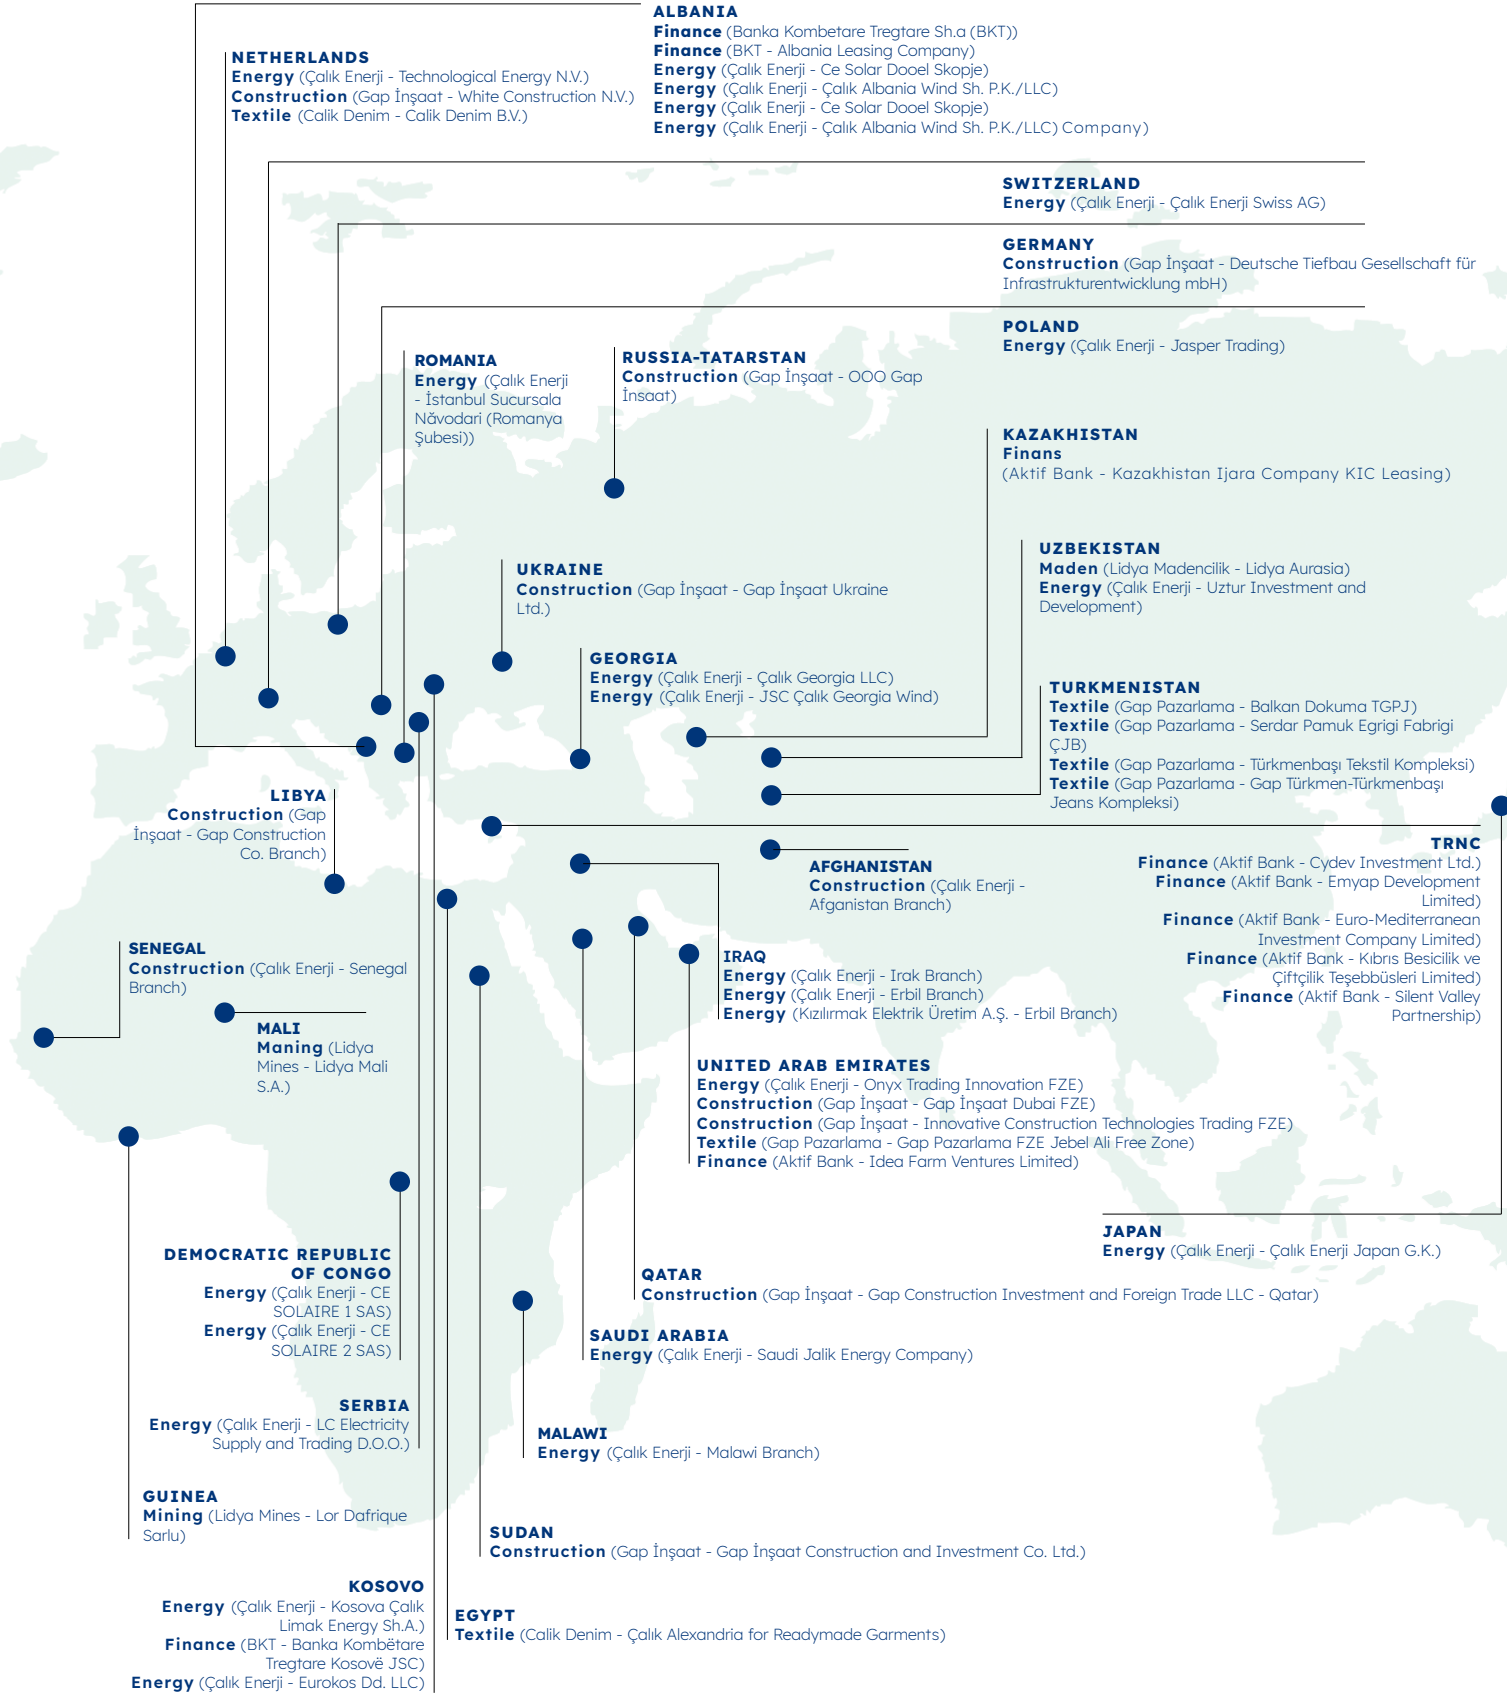 ALBANIA
Finance (Banka Kombetare Tregtare Sh.a (BKT))
Finance (BKT - Albania Leasing Company)
Energy (Çalık Enerji - Ce Solar Dooel Skopje)
Energy (Çalık Enerji - Çalık Albania Wind Sh. P.K./LLC)
Energy (Çalık Enerji - Ce Solar Dooel Skopje)
Energy (Çalık Enerji - Çalık Albania Wind Sh. P.K./LLC) Company)
NETHERLANDS
Energy (Çalık Enerji - Technological Energy N.V.)
Construction (Gap İnşaat - White Construction N.V.)
Textile (Calik Denim - Calik Denim B.V.)
SWITZERLAND
Energy (Çalık Enerji - Çalık Enerji Swiss AG)
GERMANY
Construction (Gap İnşaat - Deutsche Tiefbau Gesellschaft für
Infrastrukturentwicklung mbH)
POLAND
Energy (Çalık Enerji - Jasper Trading)
ROMANIA
Energy (Çalık Enerji
- İstanbul Sucursala
Năvodari (Romanya
Şubesi))
RUSSIA-TATARSTAN
Construction (Gap İnşaat - OOO Gap
İnsaat)
KAZAKHISTAN
Finans
(Aktif Bank - Kazakhistan Ijara Company KIC Leasing)
UZBEKISTAN
Maden (Lidya Madencilik - Lidya Aurasia)
Energy (Çalık Enerji - Uztur Investment and
Development)
UKRAINE
Construction (Gap İnşaat - Gap İnşaat Ukraine
Ltd.)
GEORGIA
Energy (Çalık Enerji - Çalık Georgia LLC)
Energy (Çalık Enerji - JSC Çalık Georgia Wind)
TURKMENISTAN
Textile (Gap Pazarlama - Balkan Dokuma TGPJ)
Textile (Gap Pazarlama - Serdar Pamuk Egrigi Fabrigi
ÇJB)
Textile (Gap Pazarlama - Türkmenbaşı Tekstil Kompleksi)
Textile (Gap Pazarlama - Gap Türkmen-Türkmenbaşı
Jeans Kompleksi)
LIBYA
Construction (Gap
İnşaat - Gap Construction
Co. Branch)
TRNC
Finance (Aktif Bank - Cydev Investment Ltd.)
Finance (Aktif Bank - Emyap Development
Limited)
Finance (Aktif Bank - Euro-Mediterranean
Investment Company Limited)
Finance (Aktif Bank - Kıbrıs Besicilik ve
Çiftçilik Teşebbüsleri Limited)
Finance (Aktif Bank - Silent Valley
Partnership)
AFGHANISTAN
Construction (Çalık Enerji -
Afganistan Branch)
SENEGAL
Construction (Çalık Enerji - Senegal
Branch)
IRAQ
Energy (Çalık Enerji - Irak Branch)
Energy (Çalık Enerji - Erbil Branch)
Energy (Kızılırmak Elektrik Üretim A.Ş. - Erbil Branch)
MALI
Maning (Lidya
Mines - Lidya Mali
S.A.)
UNITED ARAB EMIRATES
Energy (Çalık Enerji - Onyx Trading Innovation FZE)
Construction (Gap İnşaat - Gap İnşaat Dubai FZE)
Construction (Gap İnşaat - Innovative Construction Technologies Trading FZE)
Textile (Gap Pazarlama - Gap Pazarlama FZE Jebel Ali Free Zone)
Finance (Aktif Bank - Idea Farm Ventures Limited)
JAPAN
Energy (Çalık Enerji - Çalık Enerji Japan G.K.)
DEMOCRATIC REPUBLIC
OF CONGO
Energy (Çalık Enerji - CE
SOLAIRE 1 SAS)
Energy (Çalık Enerji - CE
SOLAIRE 2 SAS)
QATAR
Construction (Gap İnşaat - Gap Construction Investment and Foreign Trade LLC - Qatar)
SAUDI ARABIA
Energy (Çalık Enerji - Saudi Jalik Energy Company)
SERBIA
Energy (Çalık Enerji - LC Electricity
Supply and Trading D.O.O.)
MALAWI
Energy (Çalık Enerji - Malawi Branch)
GUINEA
Mining (Lidya Mines - Lor Dafrique
Sarlu)
SUDAN
Construction (Gap İnşaat - Gap İnşaat Construction and Investment Co. Ltd.)
KOSOVO
Energy (Çalık Enerji - Kosova Çalık
Limak Energy Sh.A.)
Finance (BKT - Banka Kombëtare
Tregtare Kosovë JSC)
Energy (Çalık Enerji - Eurokos Dd. LLC)
EGYPT
Textile (Calik Denim - Çalık Alexandria for Readymade Garments)